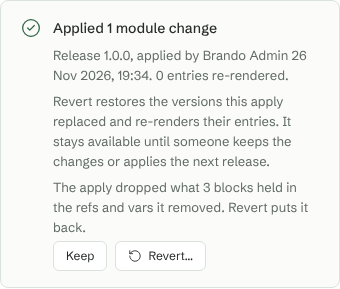 Applied 1 module change
Release 1.0.0, applied by Brando Admin 26
Nov 2026, 19:34. 0 entries re-rendered.
Revert restores the versions this apply
replaced and re-renders their entries. It
stays available until someone keeps the
changes or applies the next release.
The apply dropped what 3 blocks held in
the refs and vars it removed. Revert puts it
back.
Keep
Revert...